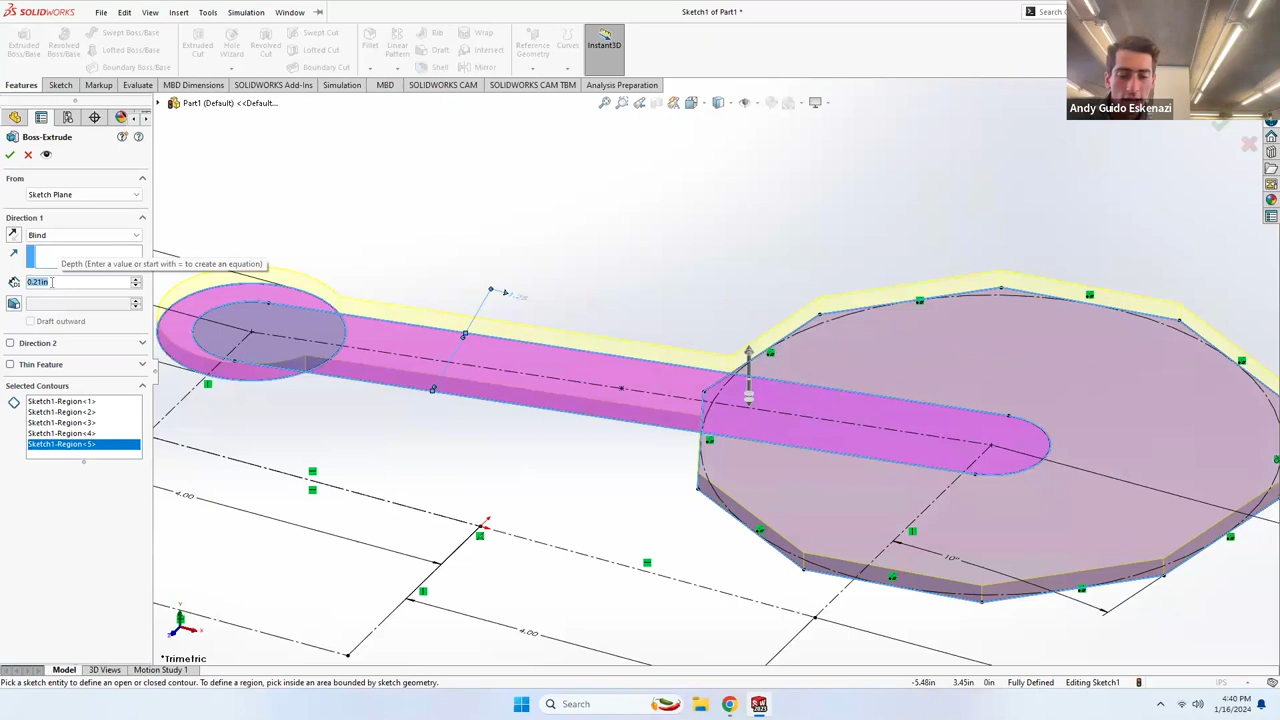 SOLIDWORKS File Edit View Insert Tools Simulation Window Sketch1 of Part1 * Search Co
Extruded Boss/Base Revolved Boss/Base Swept Boss/Base Lofted Boss/Base Boundary Boss/Base Extruded Cut Hole Wizard Revolved Cut Swept Cut Lofted Cut Boundary Cut Fillet Linear Pattern Rib Draft Shell Wrap Intersect Mirror Reference Geometry Curves Instant3D
Features Sketch Markup Evaluate MBD Dimensions SOLIDWORKS Add-Ins Simulation MBD SOLIDWORKS CAM SOLIDWORKS CAM TBM Analysis Preparation
Part1 (Default) <<Default...
Andy Guido Eskenazi
Boss-Extrude
From
Sketch Plane
Direction 1
Blind
Depth (Enter a value or start with = to create an equation)
0.21in
Draft outward
Direction 2
Thin Feature
Selected Contours
Sketch1-Region<1>
Sketch1-Region<2>
Sketch1-Region<3>
Sketch1-Region<4>
Sketch1-Region<5>
4.00
4.00
10°
Y
X
Z
*Trimetric
Model 3D Views Motion Study 1
Pick a sketch entity to define an open or closed contour. To define a region, pick inside an area bounded by sketch geometry. -5.48in 3.45in 0in Fully Defined Editing Sketch1 IPS
Search
4:40 PM
1/16/2024